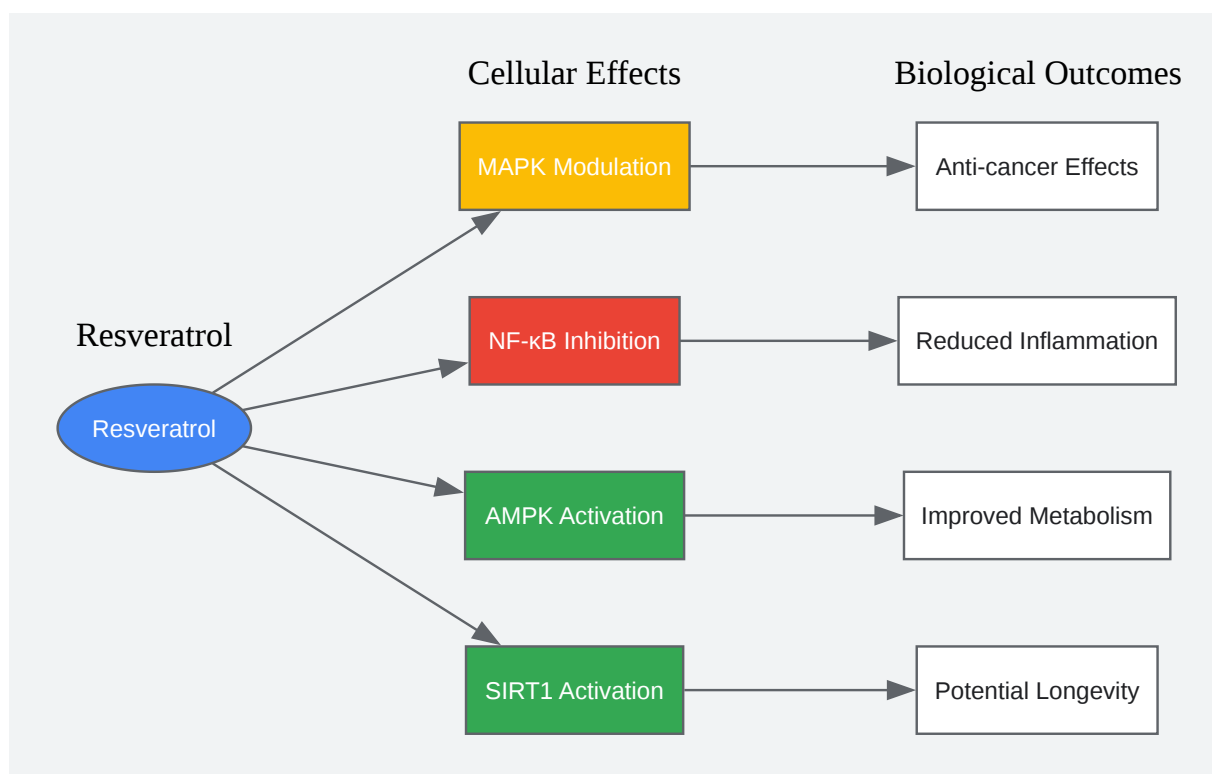 Cellular Effects
Biological Outcomes
MAPK Modulation
Anti-cancer Effects
Resveratrol
NF-κB Inhibition
Reduced Inflammation
Resveratrol
AMPK Activation
Improved Metabolism
SIRT1 Activation
Potential Longevity